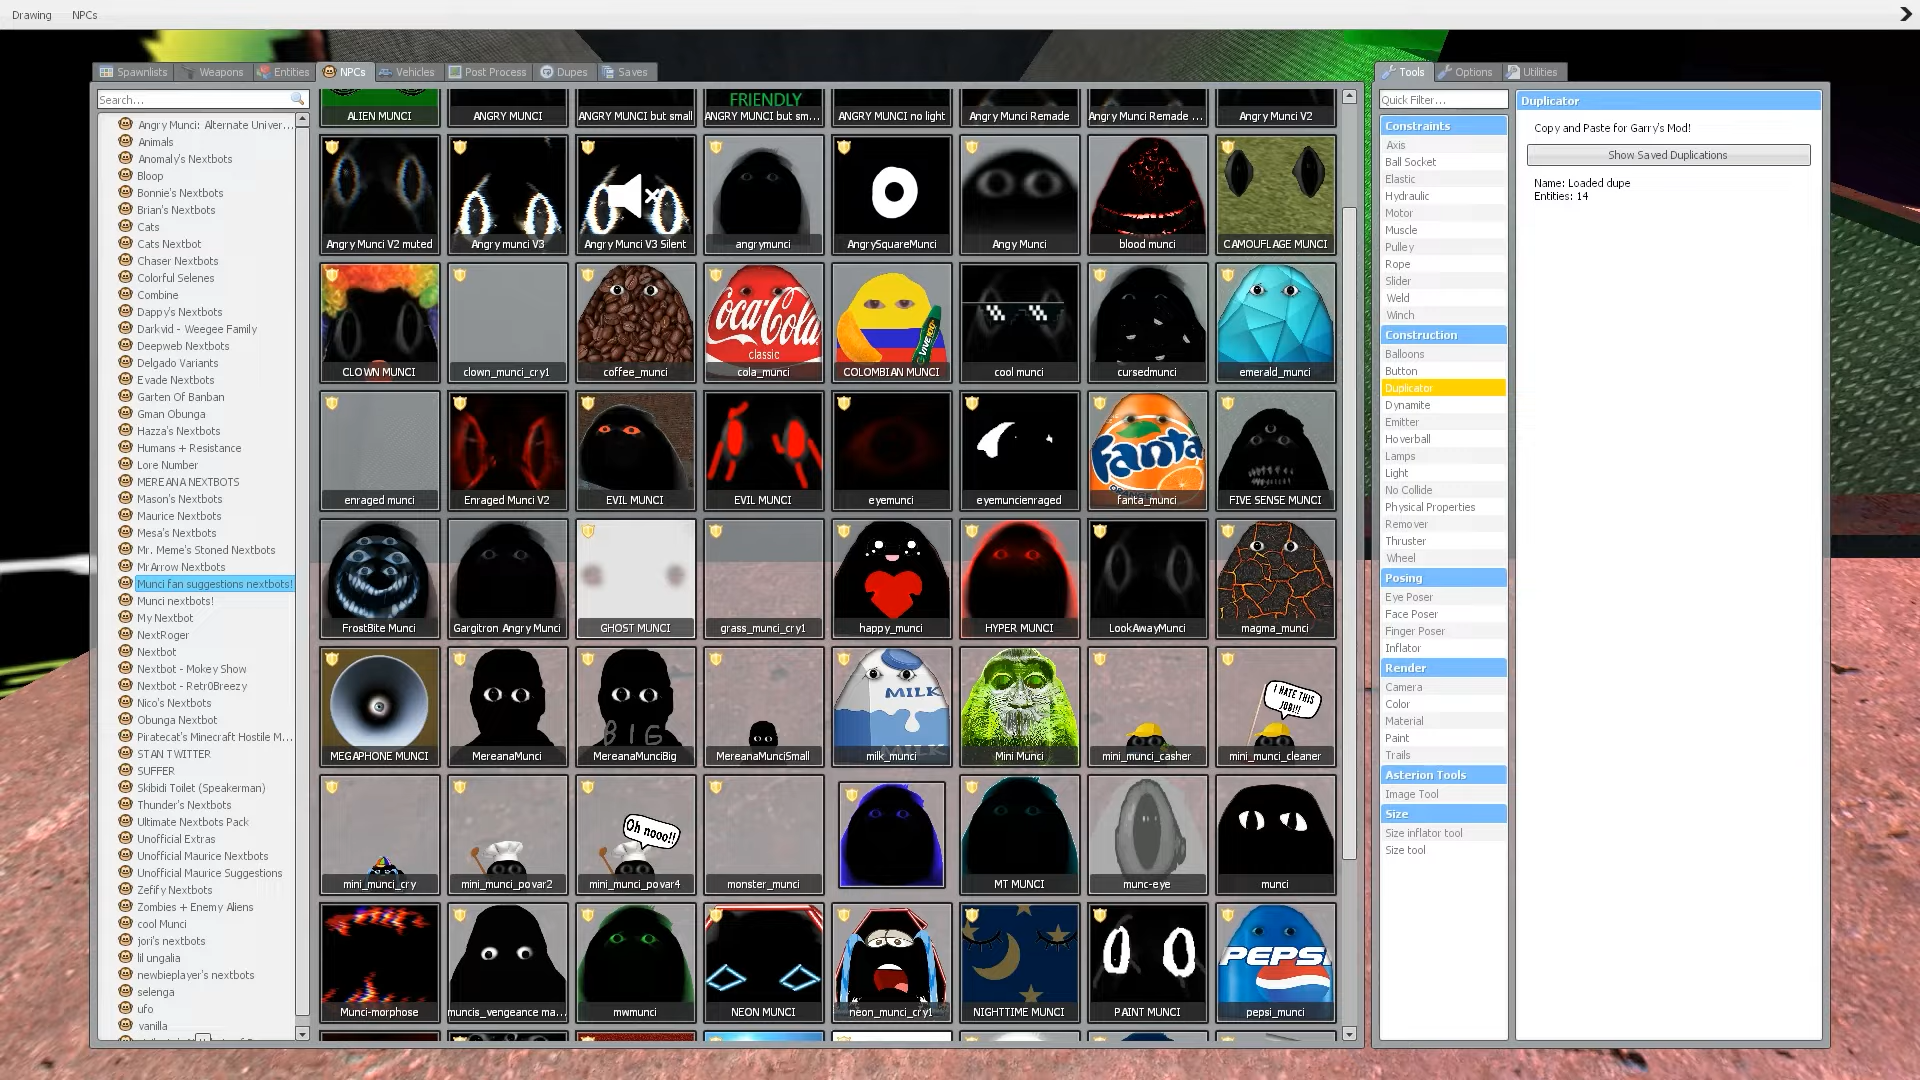 Drawing NPCs
Spawnlists Weapons Entities NPCs Vehicles Post Process Dupes Saves
Tools Options Utilities
Search...
Angry Munci: Alternate Univer...
Animals
Anomaly's Nextbots
Bloop
Bonnie's Nextbots
Brian's Nextbots
Cats
Cats Nextbot
Chaser Nextbots
Colorful Selenes
Combine
Dappy's Nextbots
Darkvid - Weegee Family
Deepweb Nextbots
Delgado Variants
Evade Nextbots
Garten Of Banban
Gman Obunga
Hazza's Nextbots
Humans + Resistance
Lore Number
MEREANA NEXTBOTS
Mason's Nextbots
Maurice Nextbots
Mesa's Nextbots
Mr. Meme's Stoned Nextbots
MrArrow Nextbots
Munci fan suggestions nextbots!
Munci nextbots!
My Nextbot
NextRoger
Nextbot
Nextbot - Mokey Show
Nextbot - Retr0Breezy
Nico's Nextbots
Obunga Nextbot
Piratecat's Minecraft Hostile M...
STAN TWITTER
SUFFER
Skibidi Toilet (Speakerman)
Thunder's Nextbots
Ultimate Nextbots Pack
Unofficial Extras
Unofficial Maurice Nextbots
Unofficial Maurice Suggestions
Zefify Nextbots
Zombies + Enemy Aliens
cool Munci
jori's nextbots
lil ungalia
newbieplayer's nextbots
selenga
ufo
vanilla
FRIENDLY
ALIEN MUNCI
ANGRY MUNCI
ANGRY MUNCI but small
ANGRY MUNCI but sm...
ANGRY MUNCI no light
Angry Munci Remade
Angry Munci Remade ...
Angry Munci V2
Angry Munci V2 muted
Angry munci V3
Angry Munci V3 Silent
angrymunci
AngrySquareMunci
Angy Munci
blood munci
CAMOUFLAGE MUNCI
CLOWN MUNCI
clown_munci_cry1
coffee_munci
Coca-Cola
classic
cola_munci
VIVE100
COLOMBIAN MUNCI
cool munci
cursedmunci
emerald_munci
enraged munci
Enraged Munci V2
EVIL MUNCI
EVIL MUNCI
eyemunci
eyemuncienraged
Fanta
fanta_munci
FIVE SENSE MUNCI
FrostBite Munci
Gargitron Angry Munci
GHOST MUNCI
grass_munci_cry1
happy_munci
HYPER MUNCI
LookAwayMunci
magma_munci
MEGAPHONE MUNCI
MereanaMunci
BIG
MereanaMunciBig
MereanaMunciSmall
MILK
milk_munci
Mini Munci
mini_munci_casher
I HATE THIS
JOB!!!
mini_munci_cleaner
mini_munci_cry
mini_munci_povar2
Oh nooo!!
mini_munci_povar4
monster_munci
MT MUNCI
munc-eye
munci
Munci-morphose
muncis_vengeance ma...
mwmunci
NEON MUNCI
neon_munci_cry1
NIGHTTIME MUNCI
PAINT MUNCI
PEPSI
pepsi_munci
Quick Filter...
Constraints
Axis
Ball Socket
Elastic
Hydraulic
Motor
Muscle
Pulley
Rope
Slider
Weld
Winch
Construction
Balloons
Button
Duplicator
Dynamite
Emitter
Hoverball
Lamps
Light
No Collide
Physical Properties
Remover
Thruster
Wheel
Posing
Eye Poser
Face Poser
Finger Poser
Inflator
Render
Camera
Color
Material
Paint
Trails
Asterion Tools
Image Tool
Size
Size inflator tool
Size tool
Duplicator
Copy and Paste for Garry's Mod!
Show Saved Duplications
Name: Loaded dupe
Entities: 14